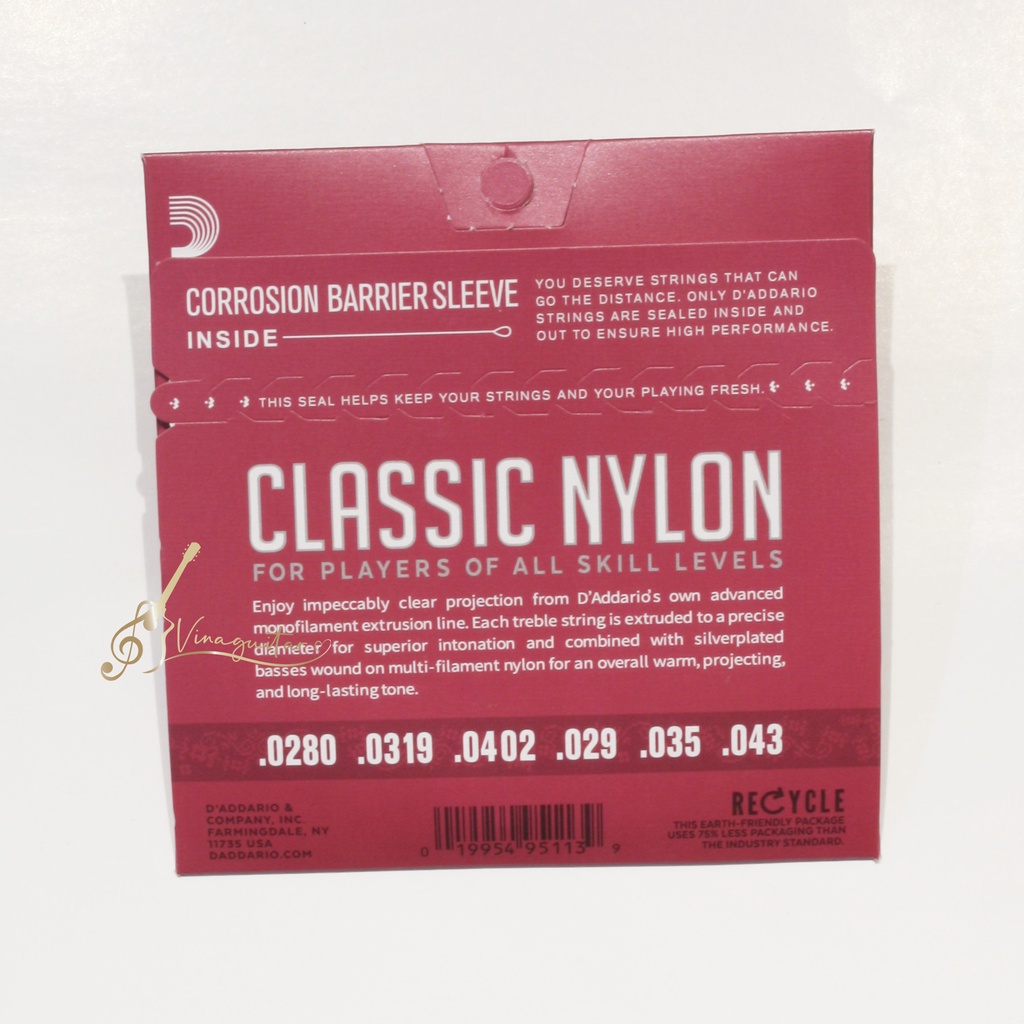 CORROSION BARRIER SLEEVE
INSIDE
YOU DESERVE STRINGS THAT CAN
GO THE DISTANCE. ONLY D'ADDARIO
STRINGS ARE SEALED INSIDE AND
OUT TO ENSURE HIGH PERFORMANCE.
THIS SEAL HELPS KEEP YOUR STRINGS AND YOUR PLAYING FRESH.
CLASSIC NYLON
FOR PLAYERS OF ALL SKILL LEVELS
Enjoy impeccably clear projection from D'Addario's own advanced
monofilament extrusion line. Each treble string is extruded to a precise
diameter for superior intonation and combined with silverplated
basses wound on multi-filament nylon for an overall warm, projecting,
and long-lasting tone.
Vinaguitar
.0280 .0319 .0402 .029 .035 .043
D'ADDARIO &
COMPANY, INC.
FARMINGDALE, NY
11735 USA
DADDARIO.COM
0 19954 95113 9
RECYCLE
THIS EARTH-FRIENDLY PACKAGE
USES 75% LESS PACKAGING THAN
THE INDUSTRY STANDARD.